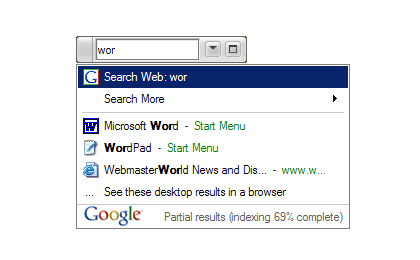 wor
Search Web: wor
Search More
Microsoft Word - Start Menu
WordPad - Start Menu
WebmasterWorld News and Dis... - www.w...
... See these desktop results in a browser
Google Partial results (indexing 69% complete)